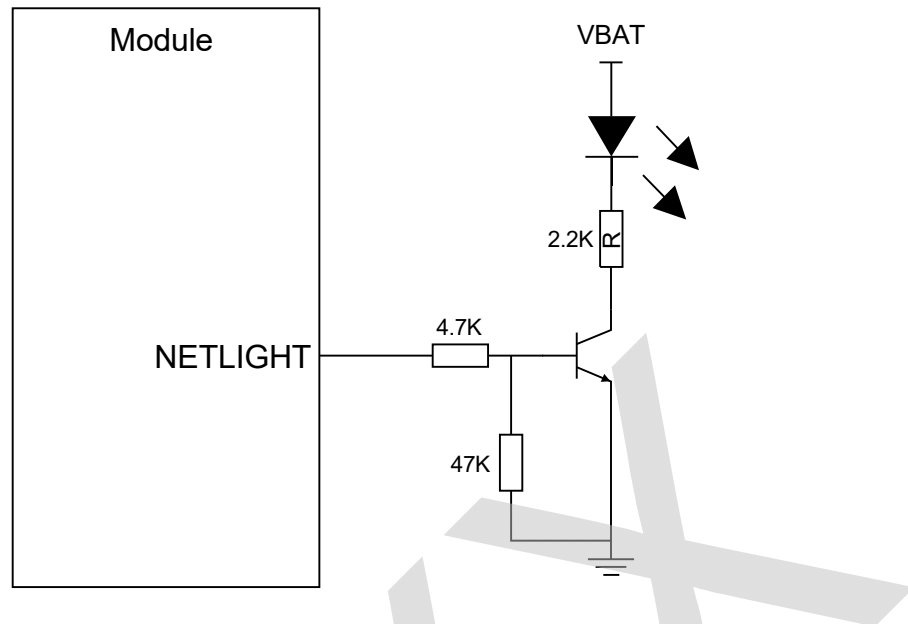 Module
VBAT
2.2K
R
4.7K
NETLIGHT
47K